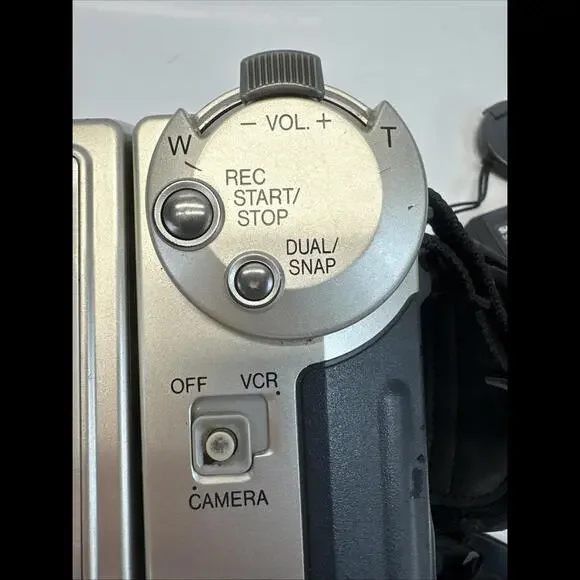 − VOL. +
W T
REC
START/
STOP
DUAL/
SNAP
OFF VCR
CAMERA